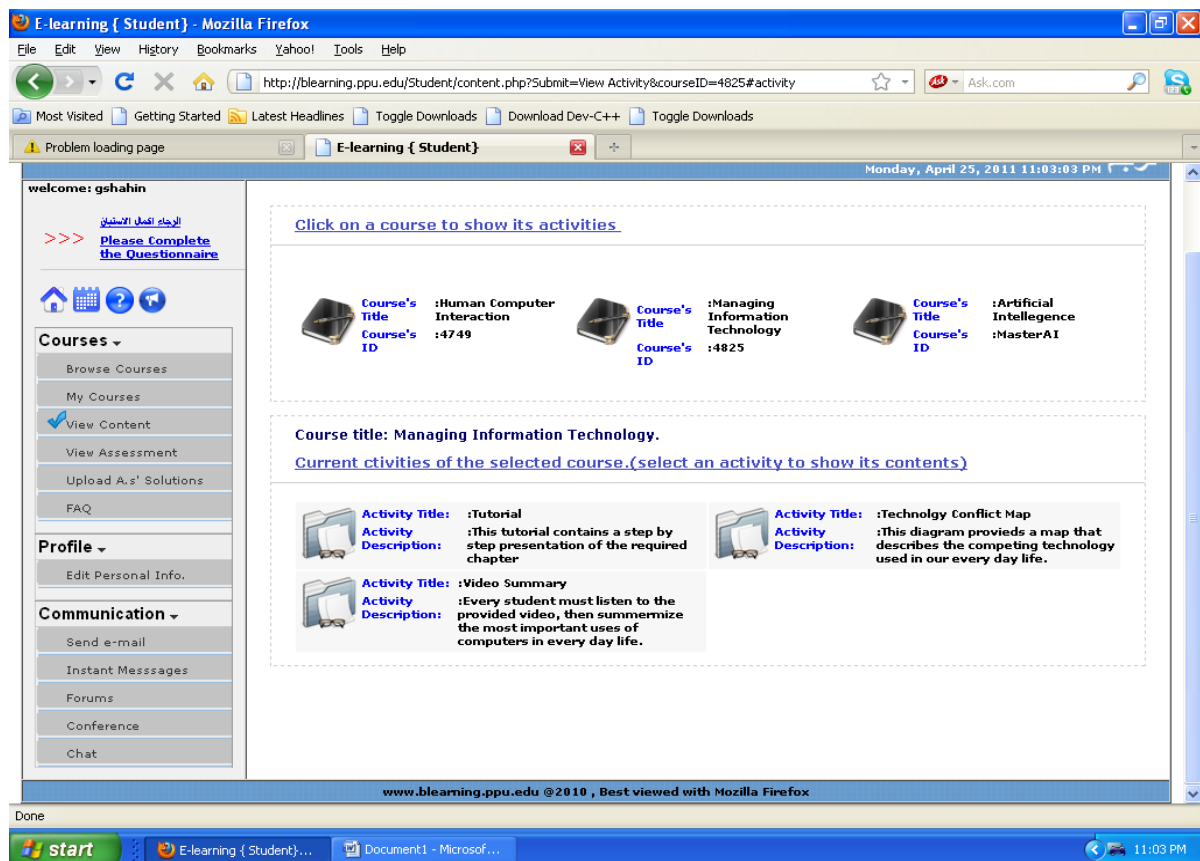 E-learning { Student} - Mozilla Firefox
File Edit View History Bookmarks Yahoo! Tools Help
http://blearning.ppu.edu/Student/content.php?Submit=View Activity&courseID=4825#activity
Ask.com
Most Visited Getting Started Latest Headlines Toggle Downloads Download Dev-C++ Toggle Downloads
Problem loading page
E-learning { Student}
Monday, April 25, 2011 11:03:03 PM
welcome: gshahin
الرجاء اكمال الاستبيان
>>> Please Complete
the Questionnaire
Courses
Browse Courses
My Courses
View Content
View Assessment
Upload A.s' Solutions
FAQ
Profile
Edit Personal Info.
Communication
Send e-mail
Instant Messsages
Forums
Conference
Chat
Click on a course to show its activities
Course's Title :Human Computer Interaction
Course's ID :4749
Course's Title :Managing Information Technology
Course's ID :4825
Course's Title :Artificial Intellegence
Course's ID :MasterAI
Course title: Managing Information Technology.
Current ctivities of the selected course.(select an activity to show its contents)
Activity Title: :Tutorial
Activity Description: :This tutorial contains a step by
step presentation of the required
chapter
Activity Title: :Technolgy Conflict Map
Activity Description: :This diagram provieds a map that
describes the competing technology
used in our every day life.
Activity Title: :Video Summary
Activity Description: :Every student must listen to the
provided video, then summermize
the most important uses of
computers in every day life.
www.blearning.ppu.edu @2010 , Best viewed with Mozilla Firefox
Done
start
E-learning { Student}...
Document1 - Microsof...
11:03 PM